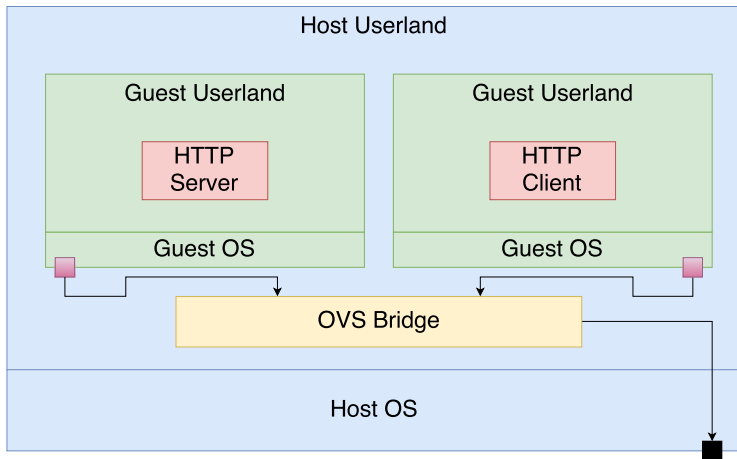 Host Userland
Guest Userland
HTTP
Server
Guest OS
Guest Userland
HTTP
Client
Guest OS
OVS Bridge
Host OS